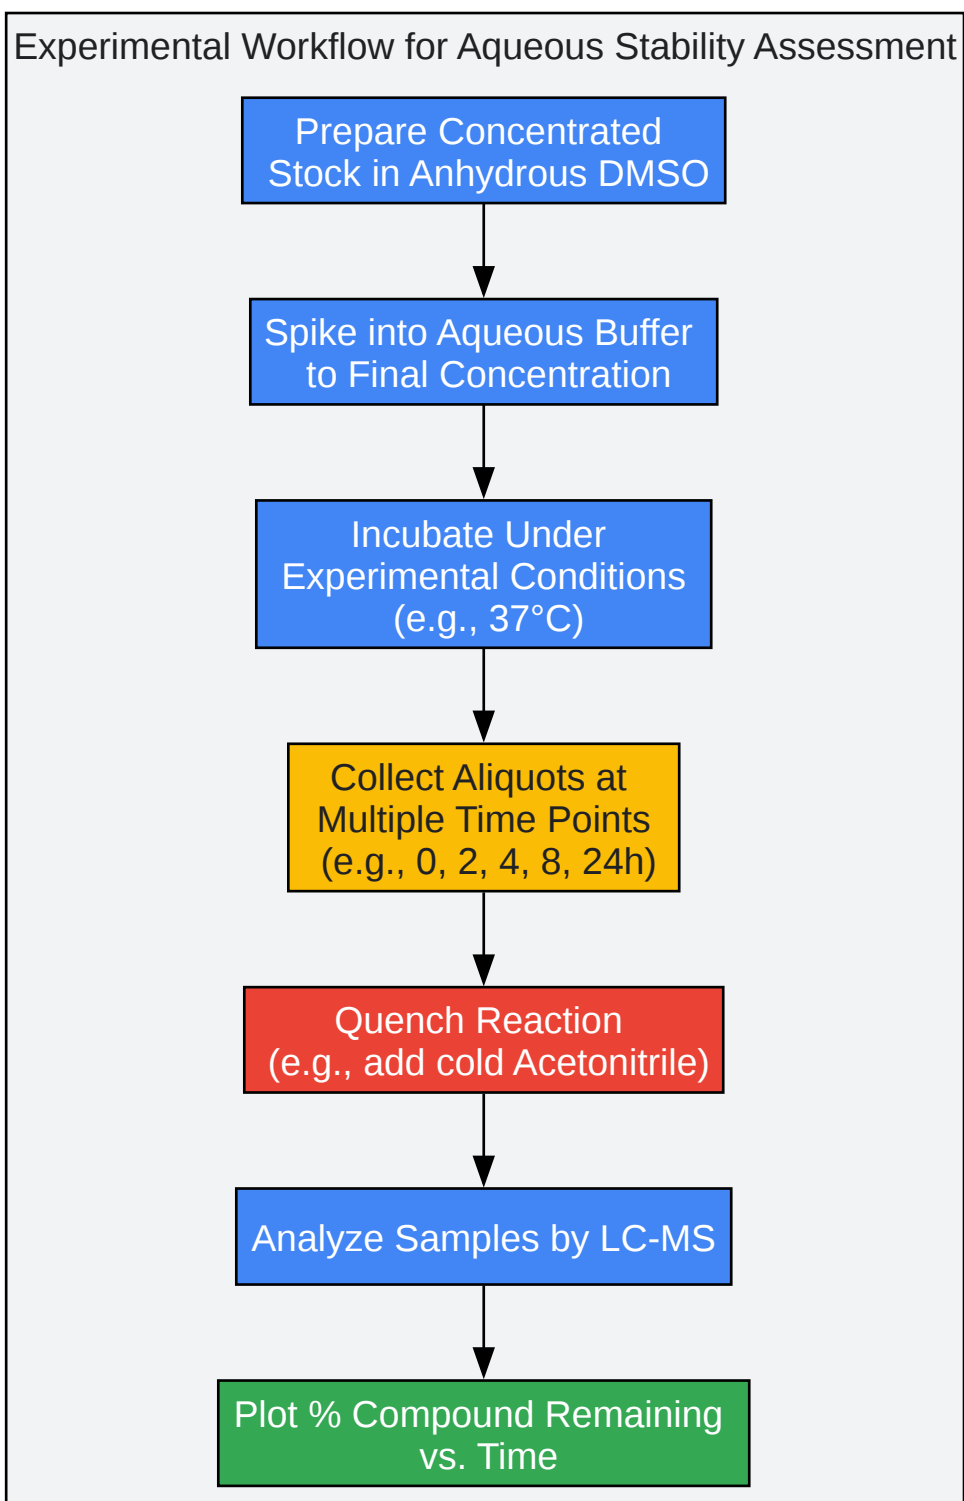 Experimental Workflow for Aqueous Stability Assessment
Prepare Concentrated
Stock in Anhydrous DMSO
Spike into Aqueous Buffer
to Final Concentration
Incubate Under
Experimental Conditions
(e.g., 37°C)
Collect Aliquots at
Multiple Time Points
(e.g., 0, 2, 4, 8, 24h)
Quench Reaction
(e.g., add cold Acetonitrile)
Analyze Samples by LC-MS
Plot % Compound Remaining
vs. Time